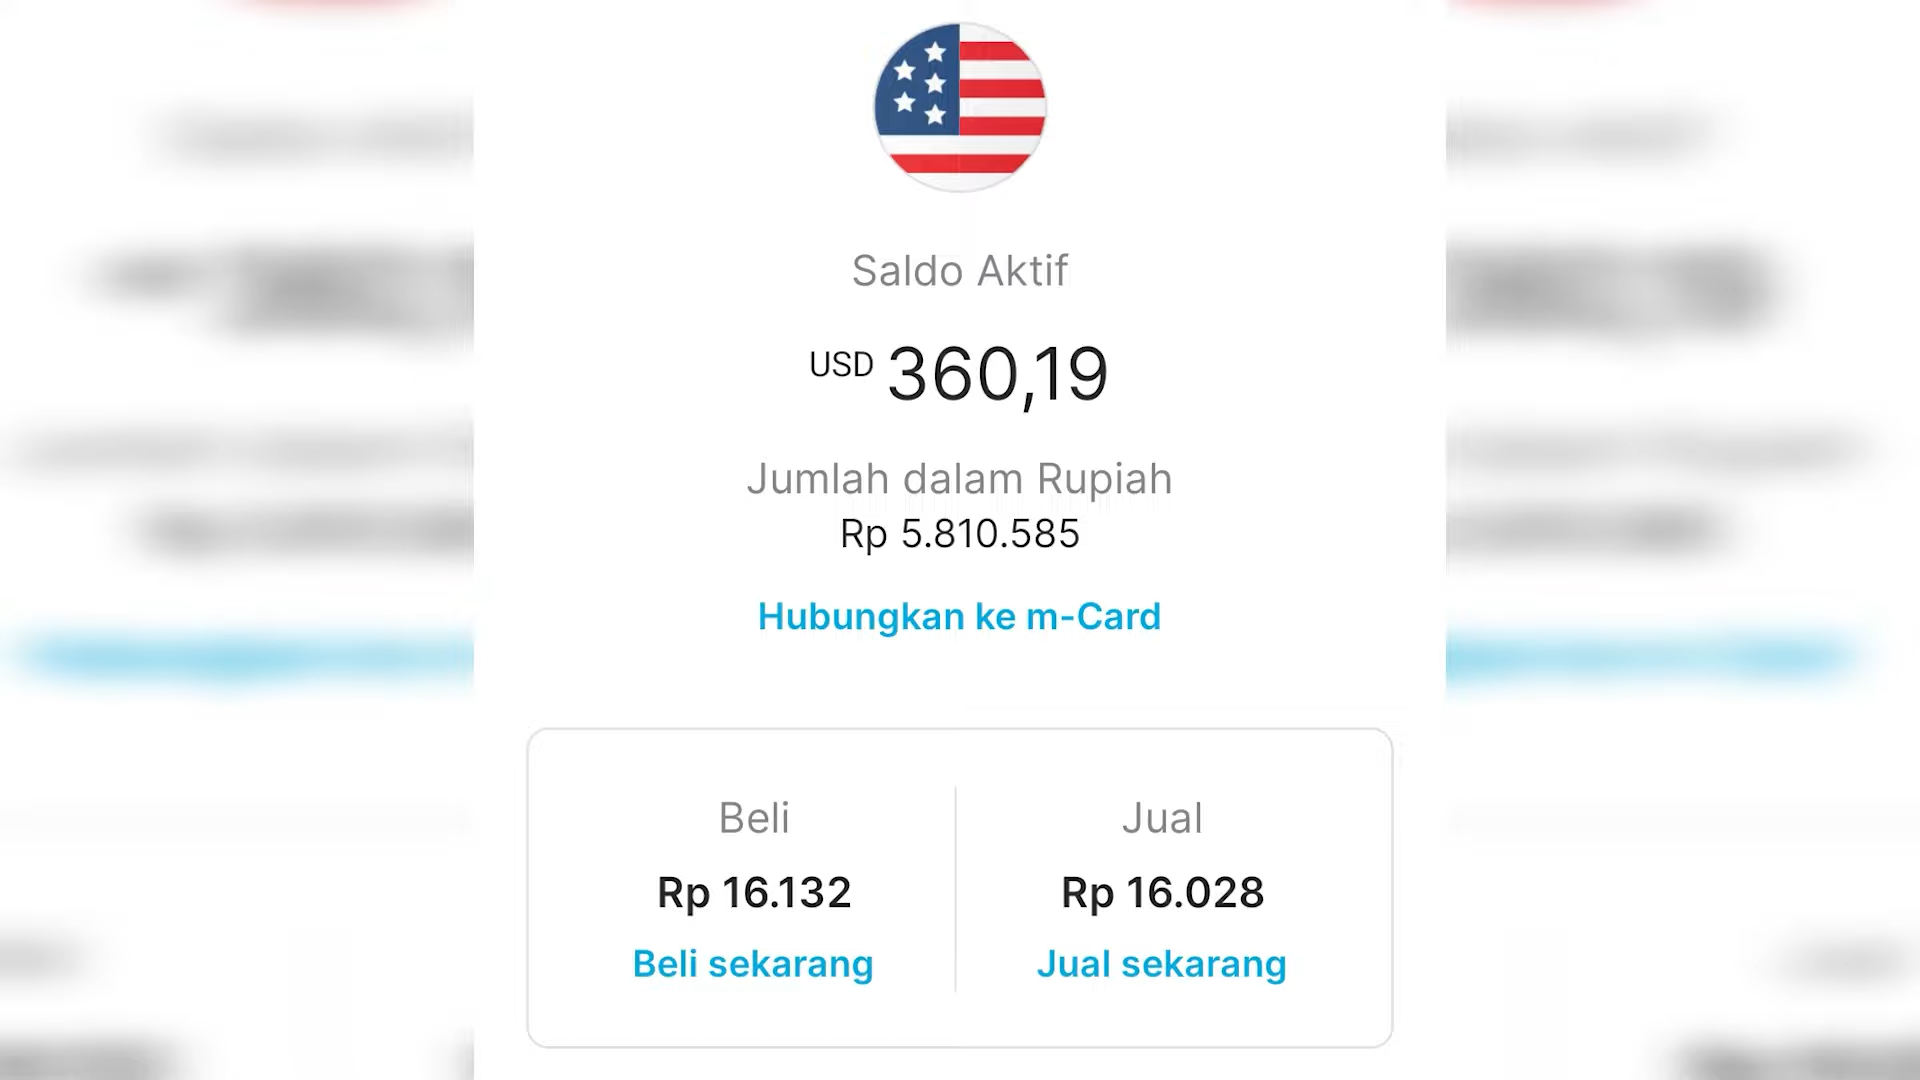 Saldo Aktif
USD 360,19
Jumlah dalam Rupiah
Rp 5.810.585
Hubungkan ke m-Card
Beli
Rp 16.132
Beli sekarang
Jual
Rp 16.028
Jual sekarang